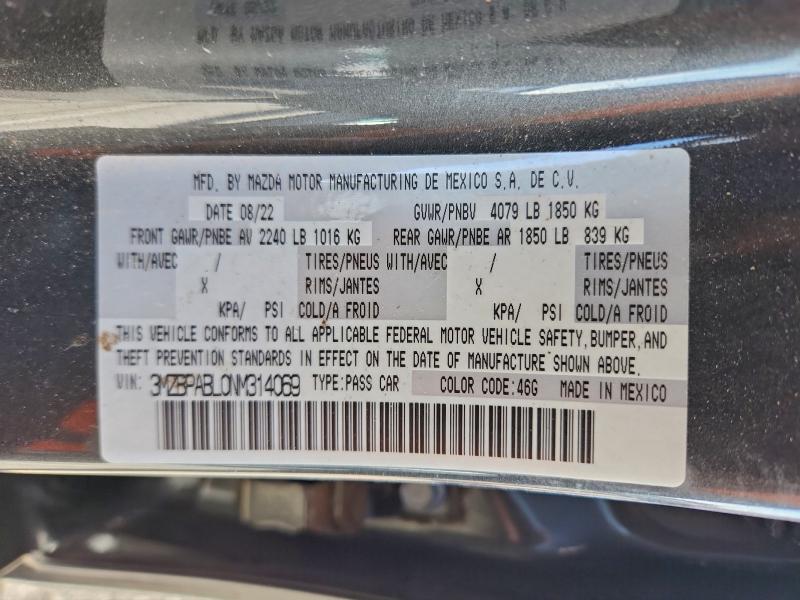 MFD. BY MAZDA MOTOR MANUFACTURING DE MEXICO S.A. DE C.V.
DATE 08/22 GVWR/PNBV 4079 LB 1850 KG
FRONT GAWR/PNBE AV 2240 LB 1016 KG REAR GAWR/PNBE AR 1850 LB 839 KG
WITH/AVEC / TIRES/PNEUS WITH/AVEC / TIRES/PNEUS
X RIMS/JANTES X RIMS/JANTES
KPA/ PSI COLD/A FROID KPA/ PSI COLD/A FROID
THIS VEHICLE CONFORMS TO ALL APPLICABLE FEDERAL MOTOR VEHICLE SAFETY, BUMPER, AND
THEFT PREVENTION STANDARDS IN EFFECT ON THE DATE OF MANUFACTURE SHOWN ABOVE.
VIN: 3MZBPABL0NM314069 TYPE:PASS CAR COLOR CODE:46G MADE IN MEXICO